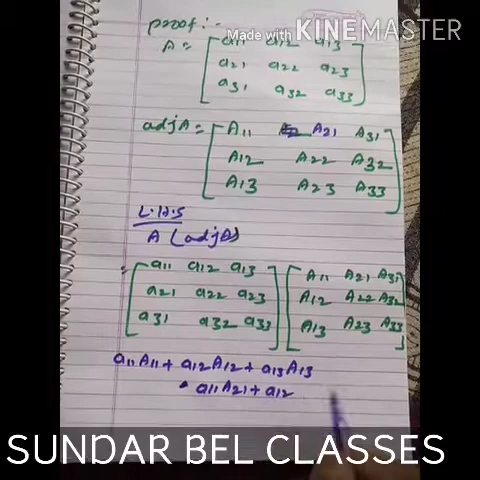 proof:-
Made with KINEMASTER
A = [ a11 a12 a13
a21 a22 a23
a31 a32 a33 ]
adjA = [ A11 A21 A31
A12 A22 A32
A13 A23 A33 ]
L.H.S
A (adjA)
= [ a11 a12 a13 ] [ A11 A21 A31 ]
a21 a22 a23 A12 A22 A32
a31 a32 a33 A13 A23 A33
a11A11 + a12A12 + a13A13
a11A21 + a12
SUNDAR BEL CLASSES